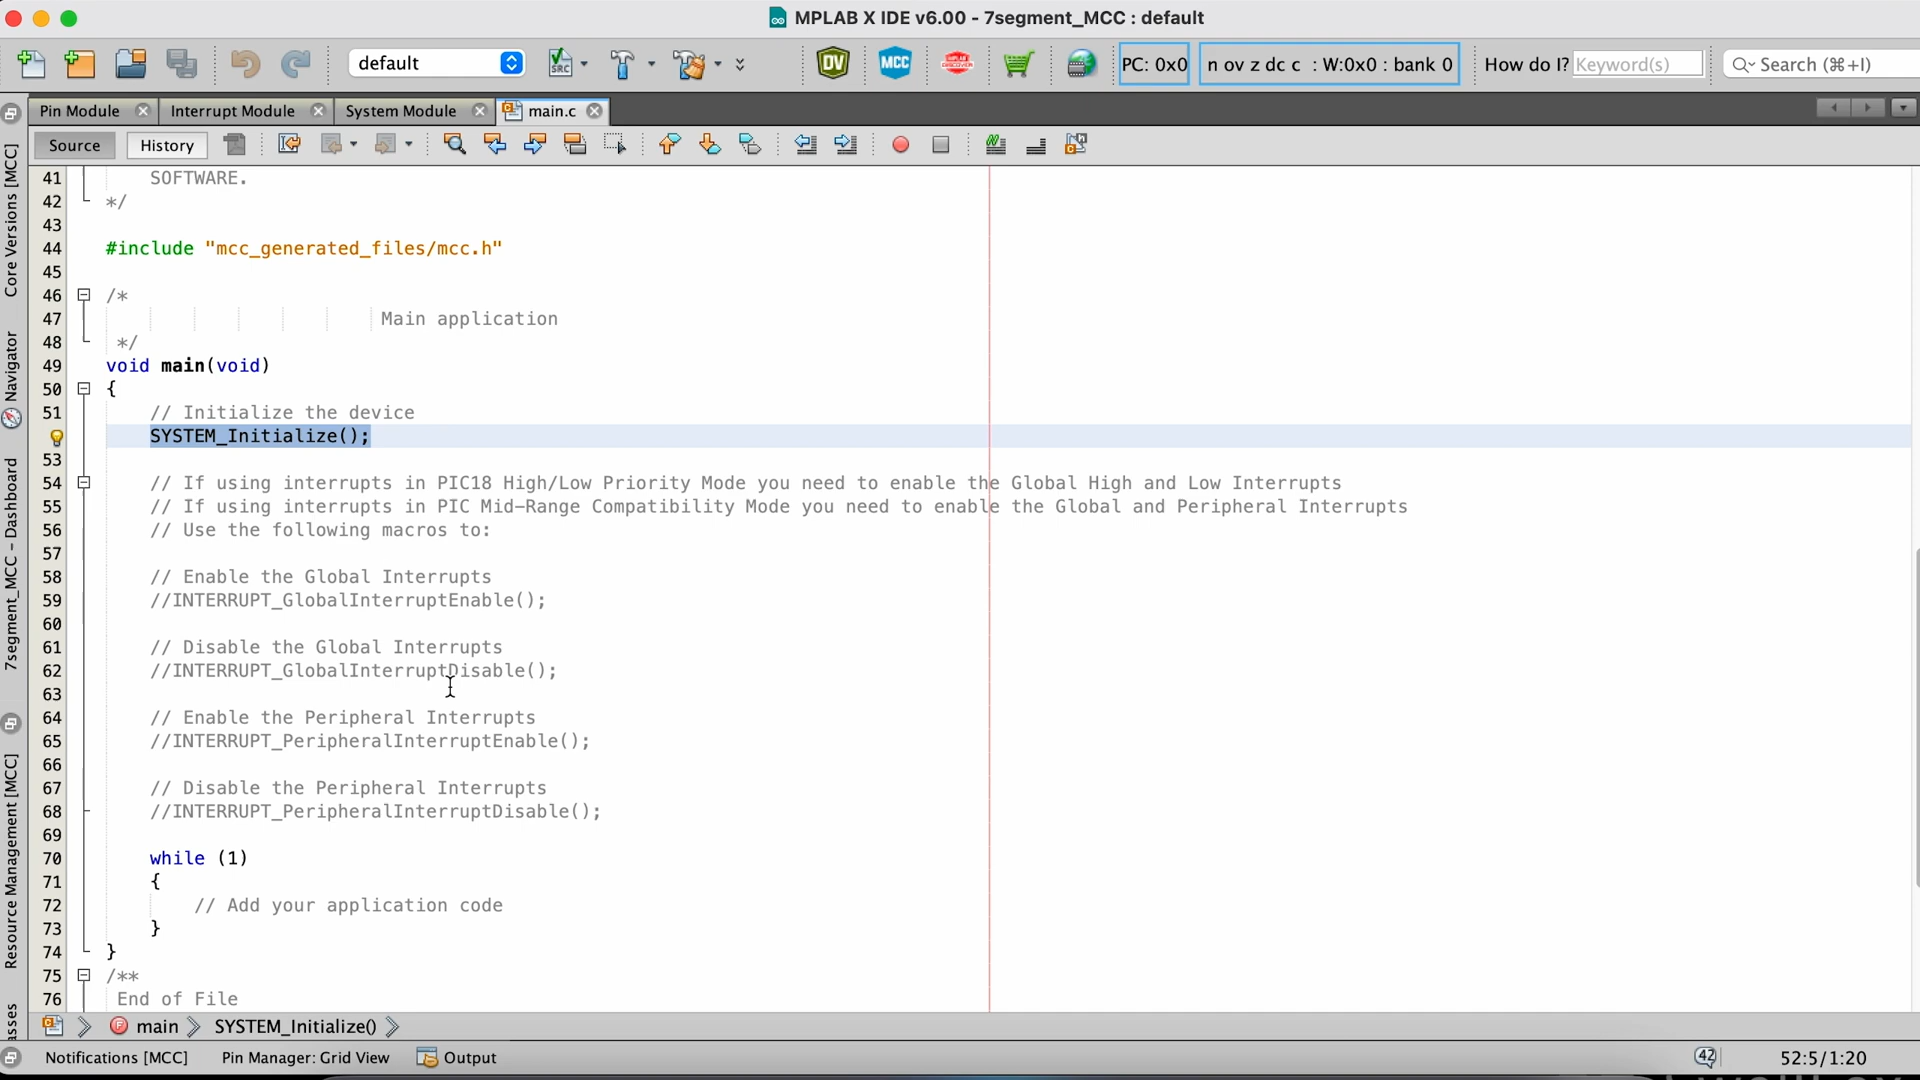 MPLAB X IDE v6.00 - 7segment_MCC : default
default
SRC
DV
MCC
PC: 0x0
n ov z dc c : W:0x0 : bank 0
How do I?
Keyword(s)
Search (⌘+I)
Pin Module
Interrupt Module
System Module
main.c
Source
History
Core Versions [MCC]
Navigator
7segment_MCC - Dashboard
Resource Management [MCC]
asses
41 SOFTWARE.
42 */
43
44 #include "mcc_generated_files/mcc.h"
45
46 /*
47 Main application
48 */
49 void main(void)
50 {
51 // Initialize the device
SYSTEM_Initialize();
53
54 // If using interrupts in PIC18 High/Low Priority Mode you need to enable the Global High and Low Interrupts
55 // If using interrupts in PIC Mid-Range Compatibility Mode you need to enable the Global and Peripheral Interrupts
56 // Use the following macros to:
57
58 // Enable the Global Interrupts
59 //INTERRUPT_GlobalInterruptEnable();
60
61 // Disable the Global Interrupts
62 //INTERRUPT_GlobalInterruptDisable();
63
64 // Enable the Peripheral Interrupts
65 //INTERRUPT_PeripheralInterruptEnable();
66
67 // Disable the Peripheral Interrupts
68 //INTERRUPT_PeripheralInterruptDisable();
69
70 while (1)
71 {
72 // Add your application code
73 }
74 }
75 /**
76 End of File
main
SYSTEM_Initialize()
Notifications [MCC]
Pin Manager: Grid View
Output
42
52:5/1:20